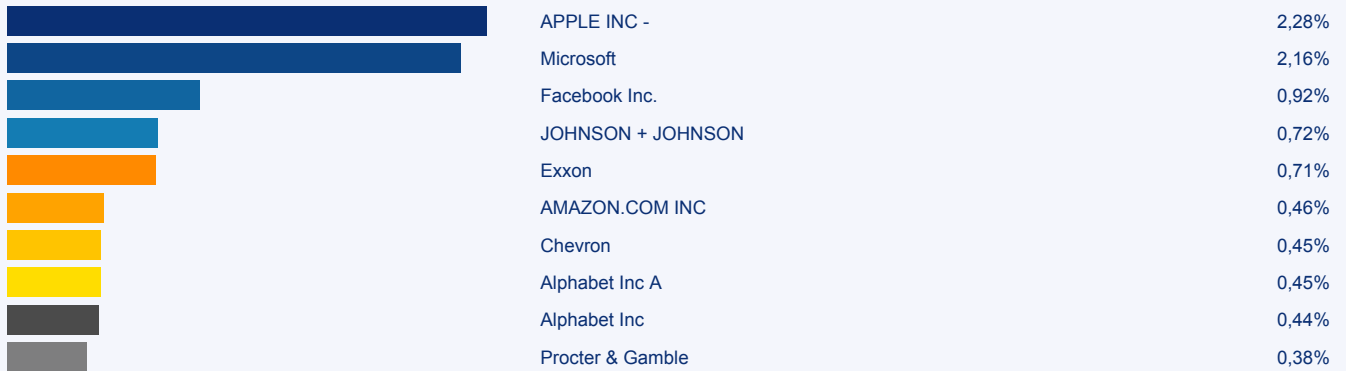 APPLE INC - 2,28%
Microsoft 2,16%
Facebook Inc. 0,92%
JOHNSON + JOHNSON 0,72%
Exxon 0,71%
AMAZON.COM INC 0,46%
Chevron 0,45%
Alphabet Inc A 0,45%
Alphabet Inc 0,44%
Procter & Gamble 0,38%